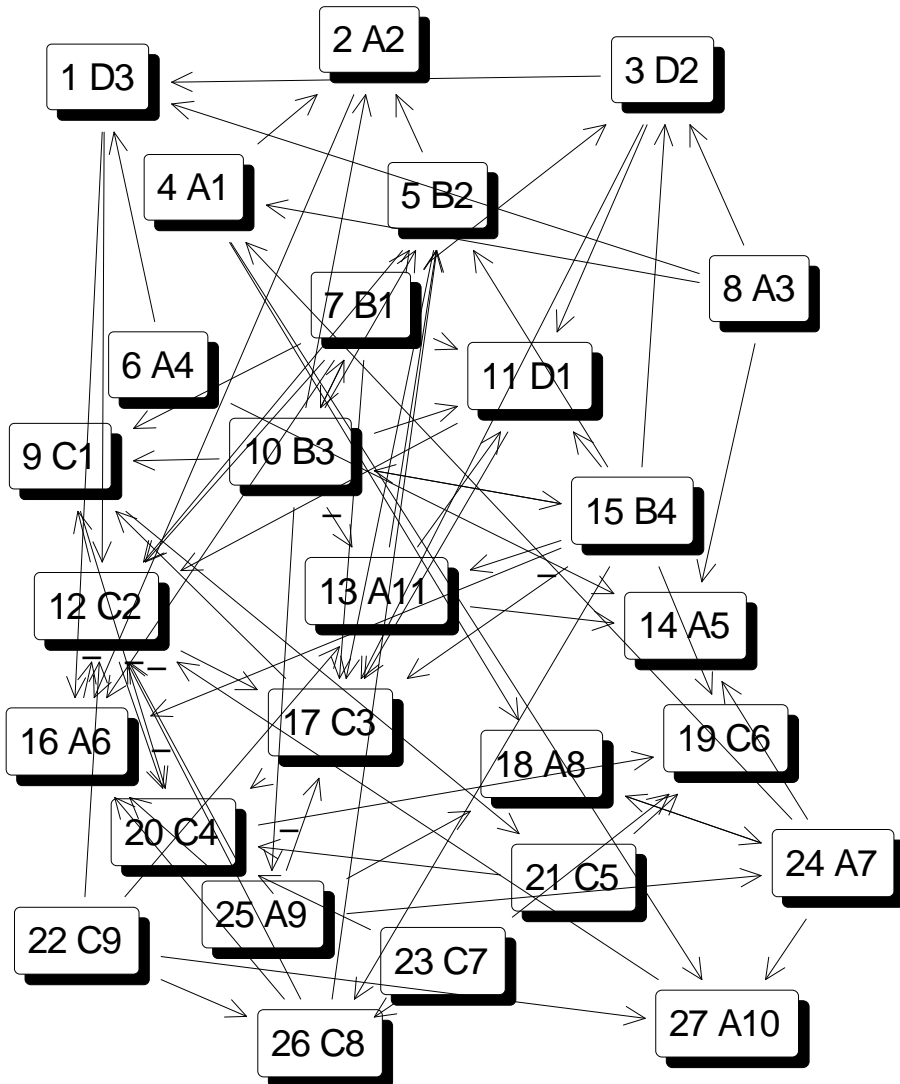 2 A2
1 D3
3 D2
4 A1
5 B2
8 A3
7 B1
6 A4
11 D1
9 C1
10 B3
15 B4
–
12 C2
13 A11
–
14 A5
–
–
–
16 A6
17 C3
18 A8
19 C6
–
20 C4
–
21 C5
24 A7
25 A9
22 C9
23 C7
26 C8
27 A10